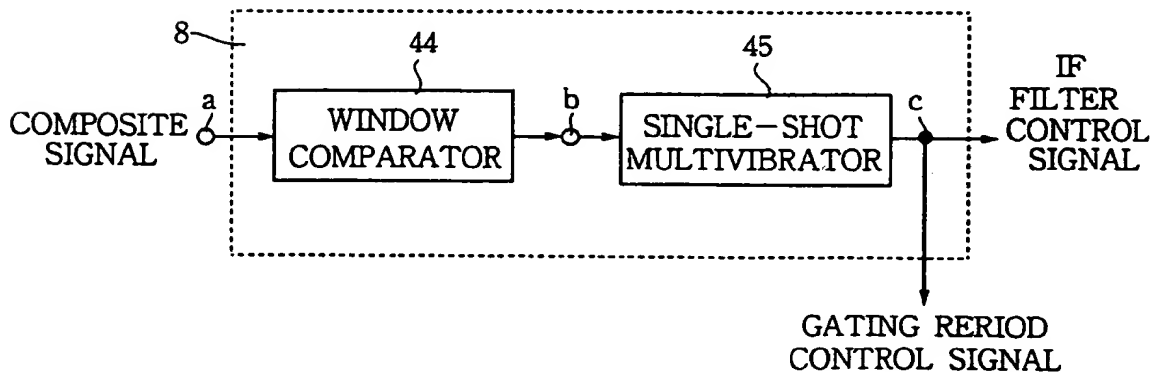 8
44
45
a
b
c
COMPOSITE
SIGNAL
WINDOW
COMPARATOR
SINGLE-SHOT
MULTIVIBRATOR
IF
FILTER
CONTROL
SIGNAL
GATING RERIOD
CONTROL SIGNAL